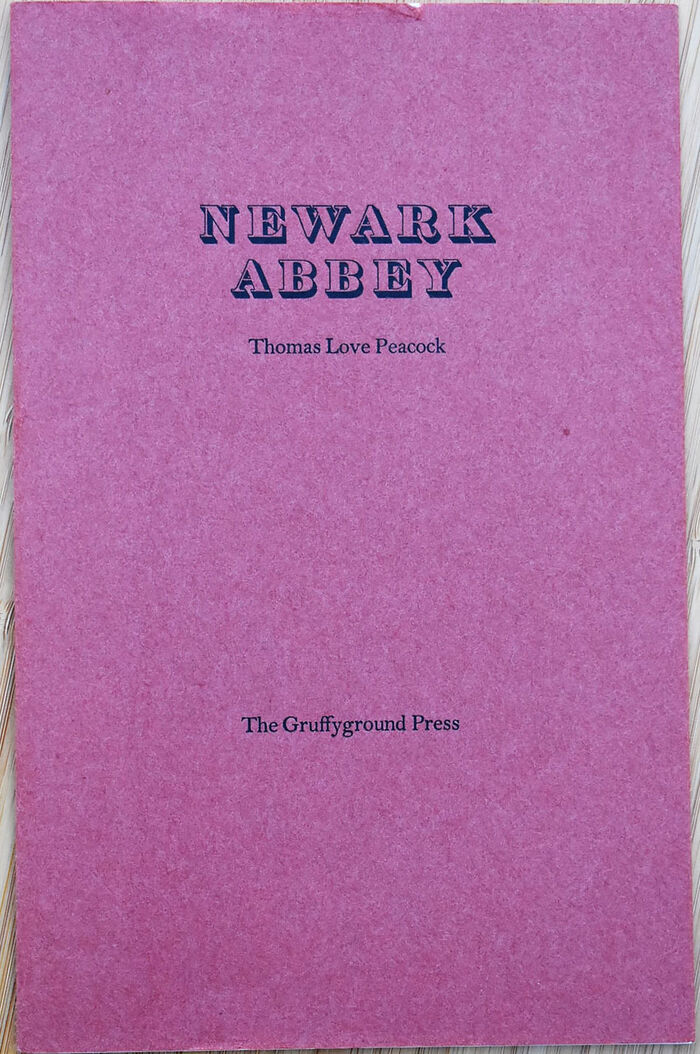 NEWARK
ABBEY
Thomas Love Peacock
The Gruffyground Press